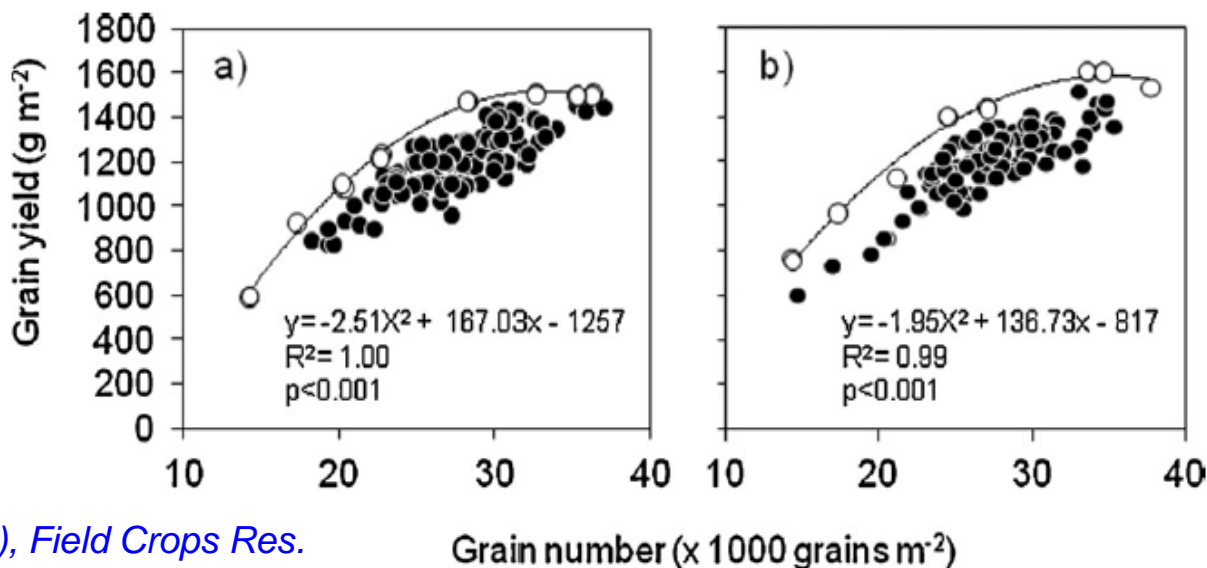 Grain yield (g m-2)
1800
1600
1400
1200
1000
800
600
400
200
0
a)
y=-2.51X² + 167.03x - 1257
R²= 1.00
p<0.001
10 20 30 40
b)
y=-1.95X² + 136.73x - 817
R²= 0.99
p<0.001
10 20 30 40
), Field Crops Res.
Grain number (x 1000 grains m-2)